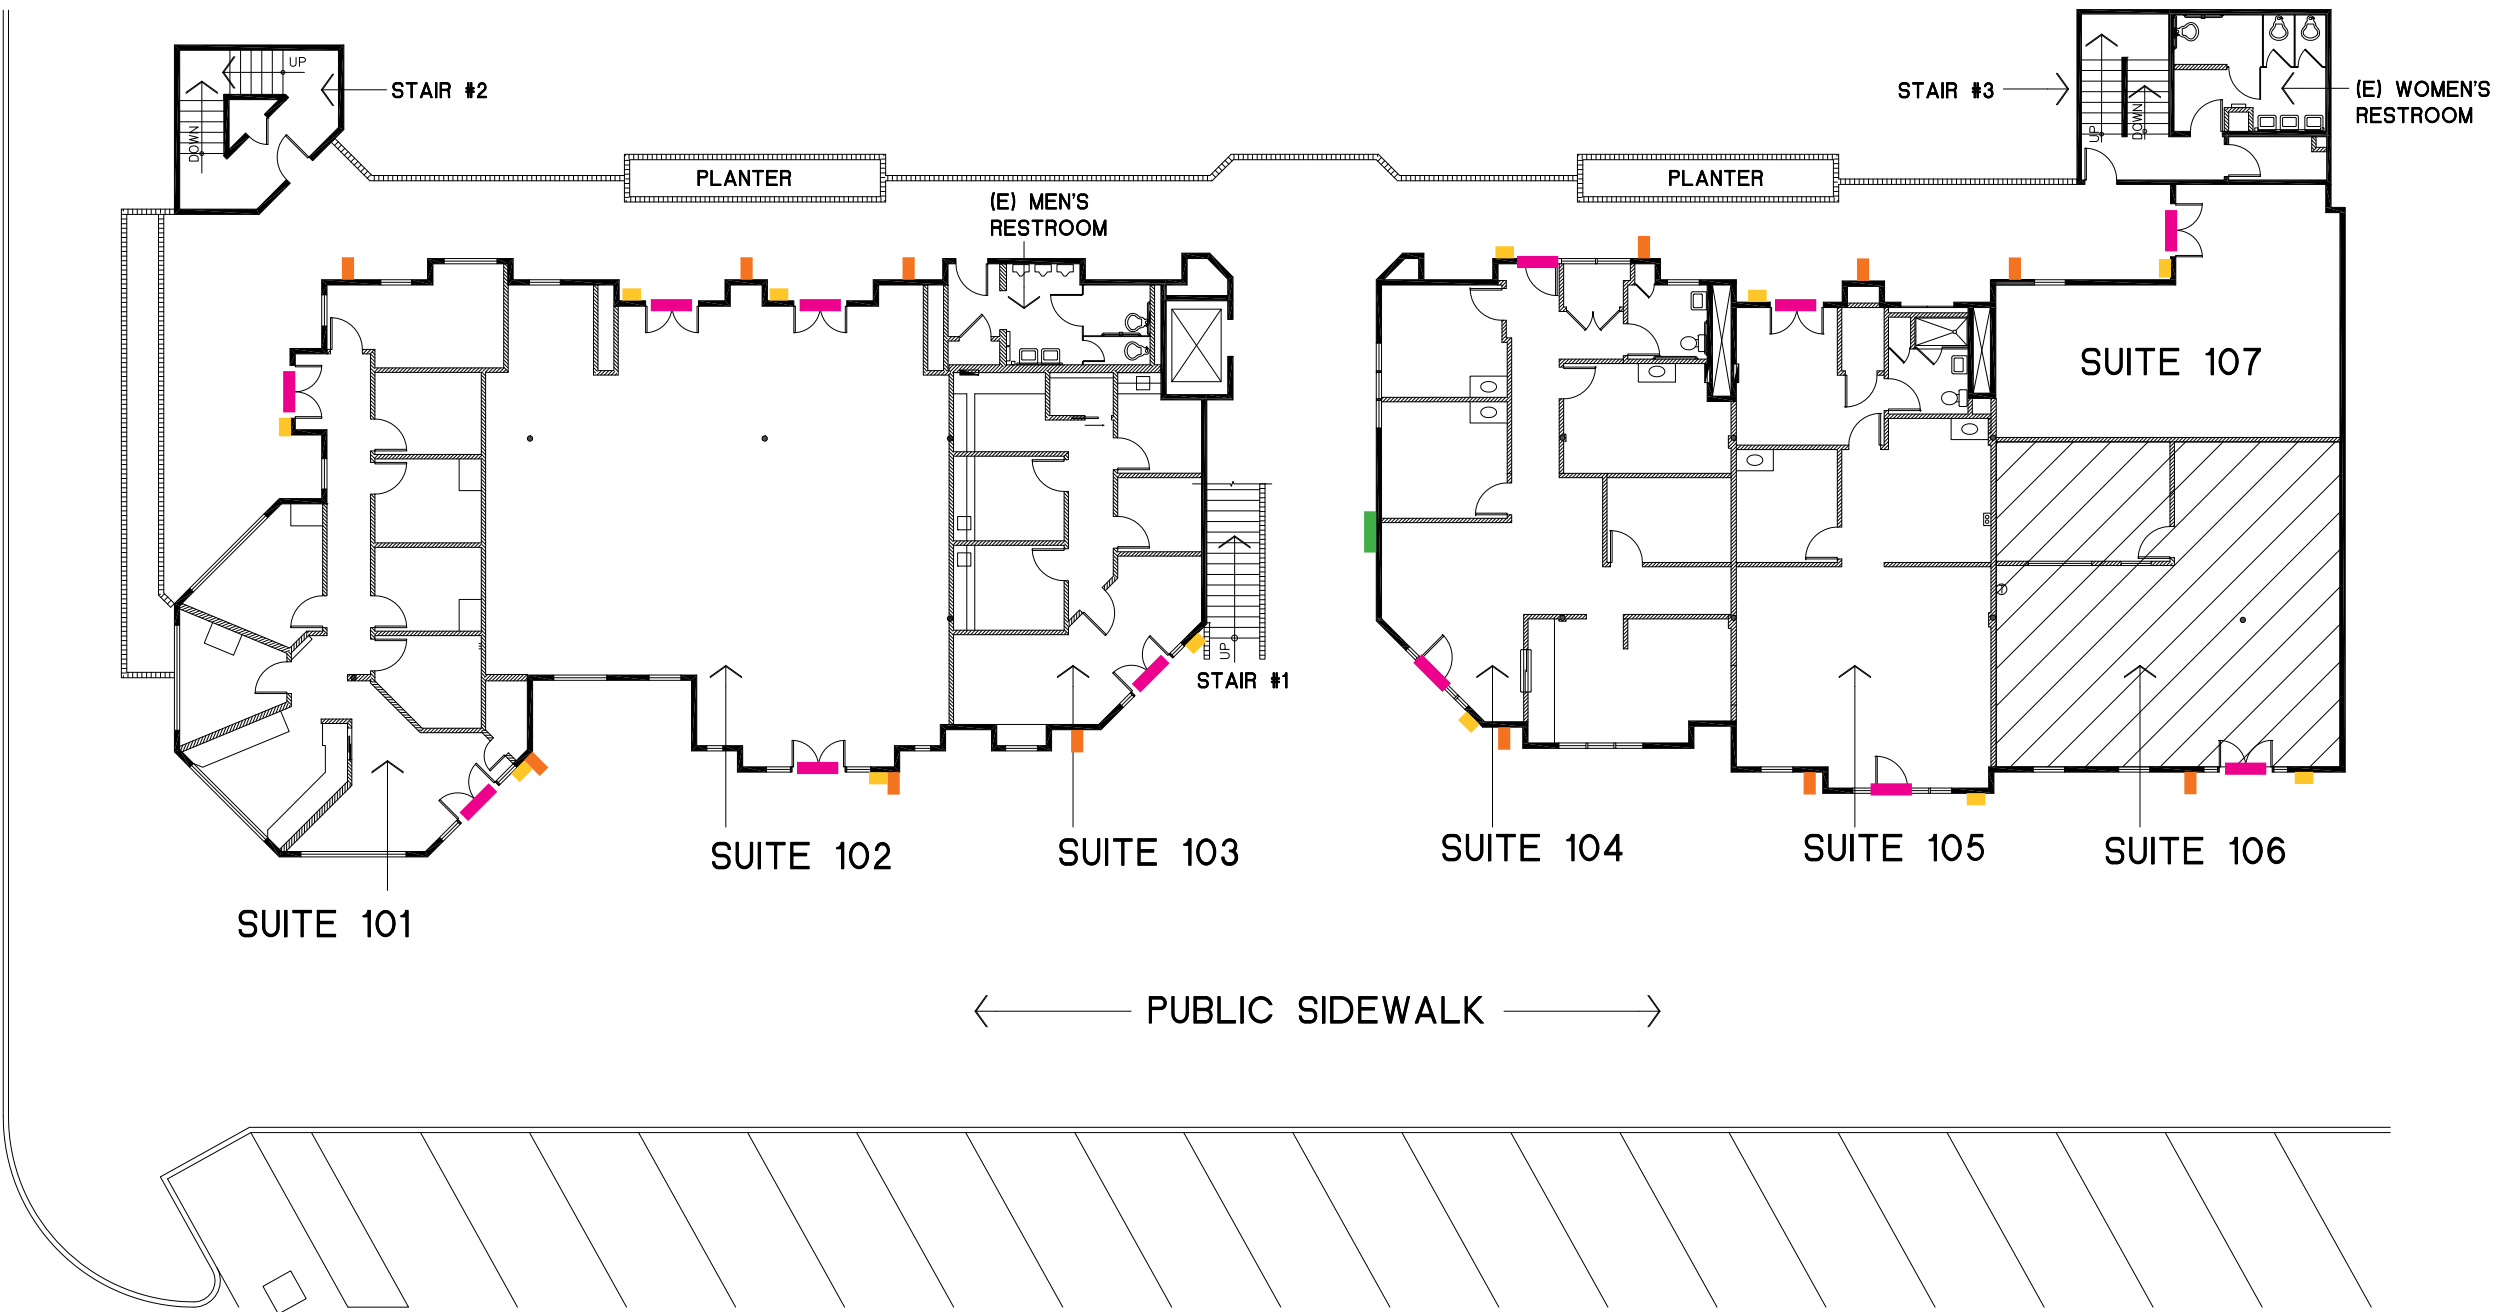 UP
DOWN
STAIR #2
PLANTER
(E) MEN'S
RESTROOM
PLANTER
STAIR #3
UP
DOWN
(E) WOMEN'S
RESTROOM
SUITE 107
UP
STAIR #1
SUITE 101
SUITE 102
SUITE 103
SUITE 104
SUITE 105
SUITE 106
PUBLIC SIDEWALK